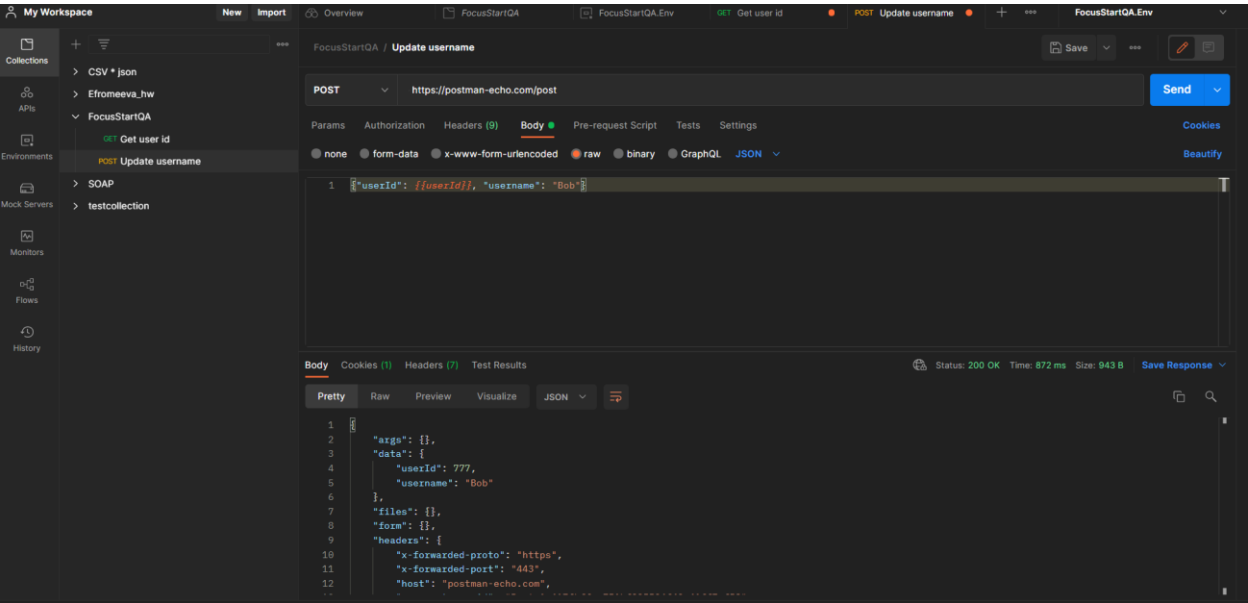 My Workspace New Import Overview FocusStartQA FocusStartQA.Env GET Get user id POST Update username + FocusStartQA.Env
Collections
APIs
Environments
Mock Servers
Monitors
Flows
History
CSV * json
Efromeeva_hw
FocusStartQA
GET Get user id
POST Update username
SOAP
testcollection
FocusStartQA / Update username Save
POST https://postman-echo.com/post Send
Params Authorization Headers (9) Body Pre-request Script Tests Settings Cookies
none form-data x-www-form-urlencoded raw binary GraphQL JSON Beautify
1 {"userId": {{userId}}, "username": "Bob"}
Body Cookies (1) Headers (7) Test Results Status: 200 OK Time: 872 ms Size: 943 B Save Response
Pretty Raw Preview Visualize JSON
1 {
2 "args": {},
3 "data": {
4 "userId": 777,
5 "username": "Bob"
6 },
7 "files": {},
8 "form": {},
9 "headers": {
10 "x-forwarded-proto": "https",
11 "x-forwarded-port": "443",
12 "host": "postman-echo.com",